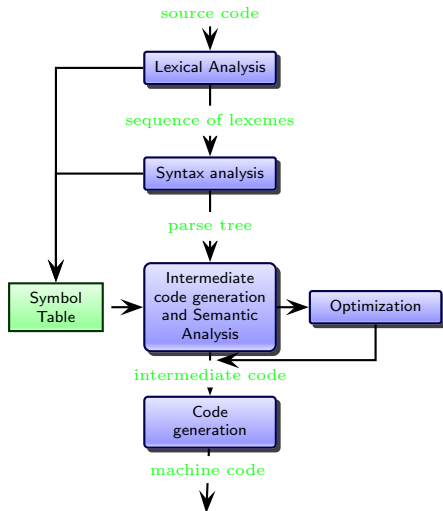 source code
Lexical Analysis
sequence of lexemes
Syntax analysis
parse tree
Symbol
Table
Intermediate
code generation
and Semantic
Analysis
Optimization
intermediate code
Code
generation
machine code